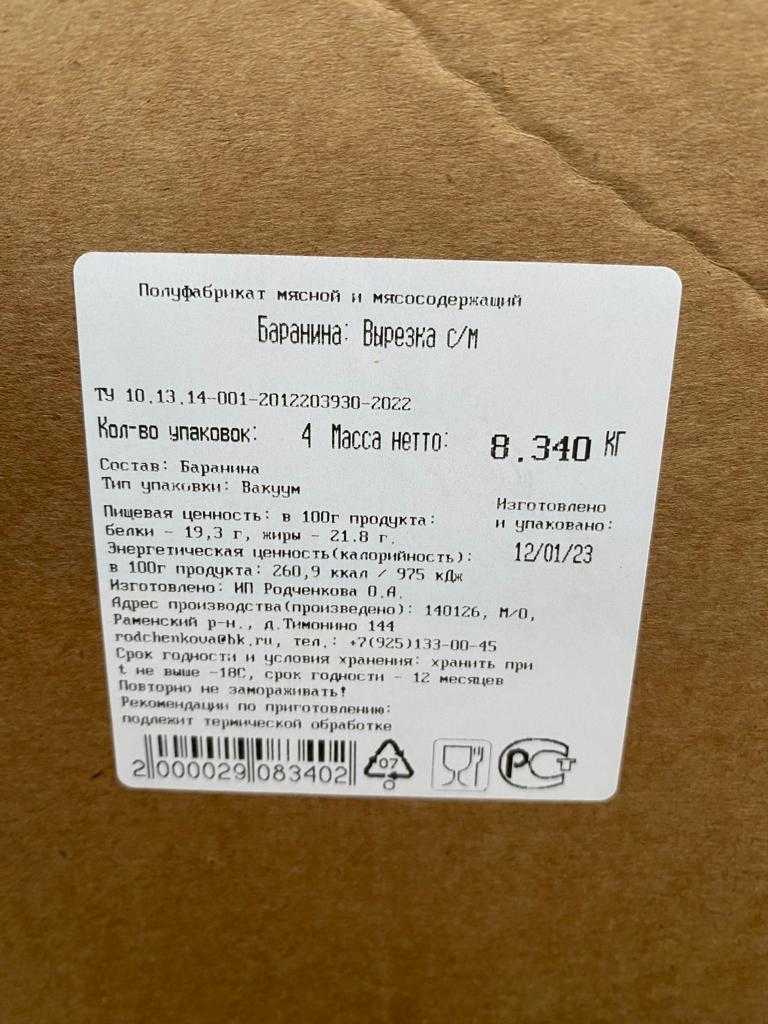 Полуфабрикат мясной и мясосодержащий
Баранина: Вырезка с/м
ТУ 10.13.14-001-2012203930-2022
Кол-во упаковок: 4 Масса нетто: 8.340 КГ
Состав: Баранина
Тип упаковки: Вакуум
Изготовлено
и упаковано:
12/01/23
Пищевая ценность: в 100г продукта:
белки - 19,3 г, жиры - 21.8 г.
Энергетическая ценность(калорийность):
в 100г продукта: 260,9 ккал / 975 кДж
Изготовлено: ИП Родченкова О.А.
Адрес производства(произведено): 140126, М/О,
Раменский р-н., д.Тимонино 144
rodchenkova@bk.ru, тел.: +7(925)133-00-45
Срок годности и условия хранения: хранить при
t не выше -18С, срок годности - 12 месяцев
Повторно не замораживать!
Рекомендации по приготовлению:
подлежит термической обработке
2 000029 083402
07
РСТ